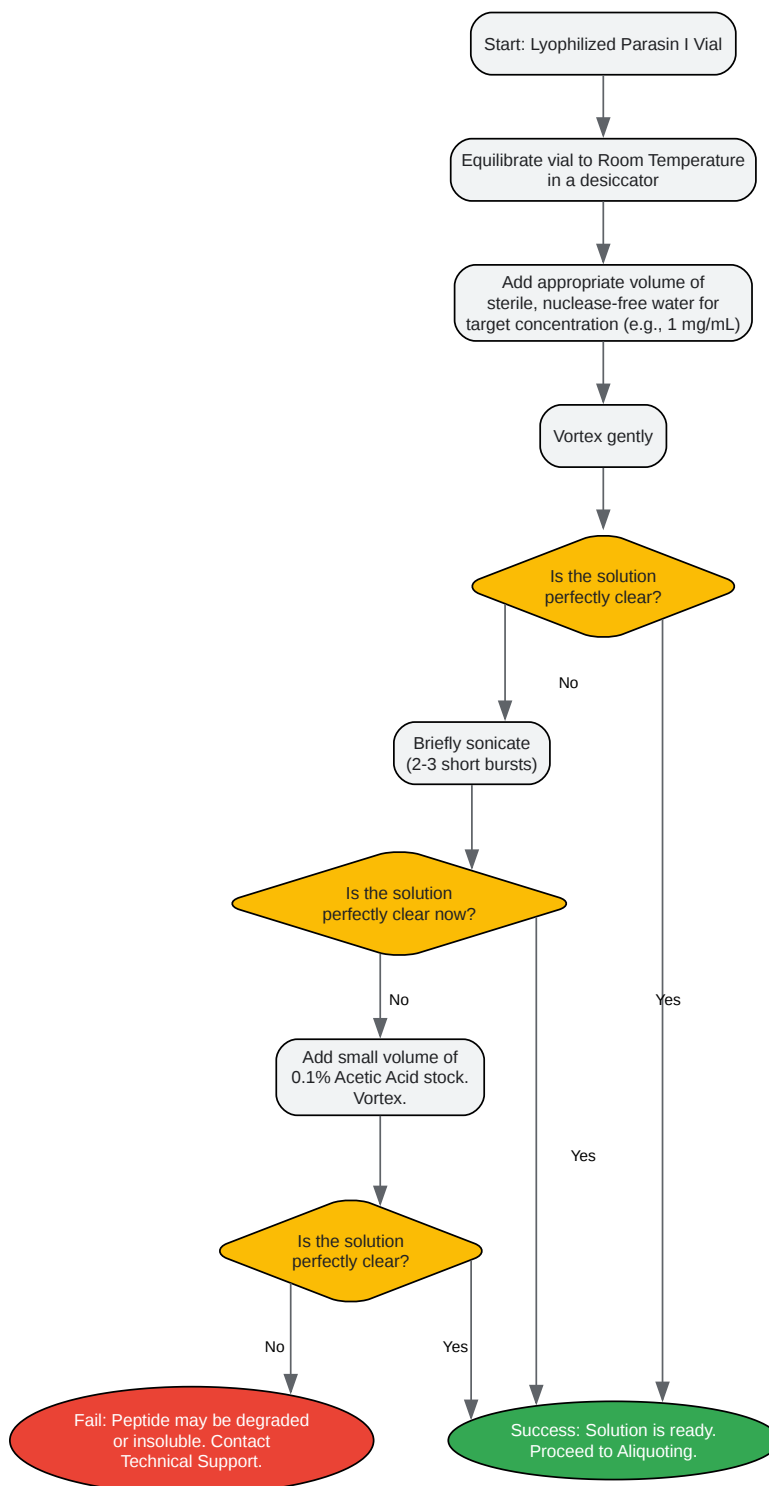 Start: Lyophilized Parasin I Vial
Equilibrate vial to Room Temperature
in a desiccator
Add appropriate volume of
sterile, nuclease-free water for
target concentration (e.g., 1 mg/mL)
Vortex gently
Is the solution
perfectly clear?
No
Briefly sonicate
(2-3 short bursts)
Is the solution
perfectly clear now?
No
Yes
Add small volume of
0.1% Acetic Acid stock.
Vortex.
Yes
Is the solution
perfectly clear?
No
Yes
Fail: Peptide may be degraded
or insoluble. Contact
Technical Support.
Success: Solution is ready.
Proceed to Aliquoting.